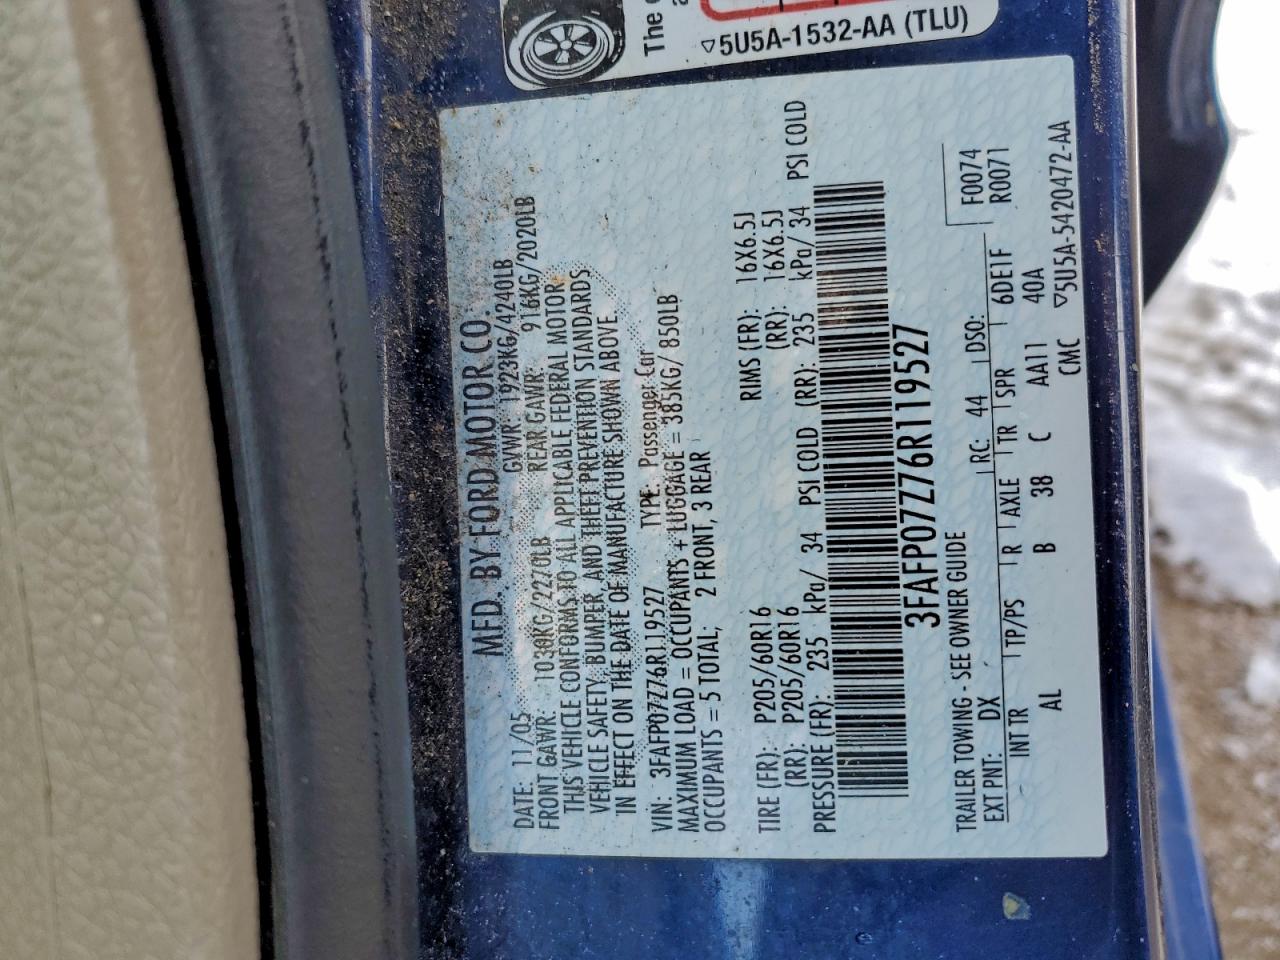 The
▽5U5A-1532-AA (TLU)
MFD. BY FORD MOTOR CO.
DATE: 11/05 GVWR: 1923KG/4240LB
FRONT GAWR: 1030KG/2270LB REAR GAWR: 916KG/2020LB
THIS VEHICLE CONFORMS TO ALL APPLICABLE FEDERAL MOTOR
VEHICLE SAFETY, BUMPER, AND THEFT PREVENTION STANDARDS
IN EFFECT ON THE DATE OF MANUFACTURE SHOWN ABOVE.
VIN: 3FAFP07Z76R119527 TYPE: Passenger Car
MAXIMUM LOAD = OCCUPANTS + LUGGAGE = 385KG/ 850LB
OCCUPANTS = 5 TOTAL, 2 FRONT, 3 REAR
TIRE (FR): P205/60R16 RIMS (FR): 16X6.5J
(RR): P205/60R16 (RR): 16X6.5J
PRESSURE (FR): 235 kPa/ 34 PSI COLD (RR): 235 kPa/ 34 PSI COLD
3FAFP07Z76R119527
TRAILER TOWING - SEE OWNER GUIDE F0074
EXT PNT: DX RC: 44 DSO: R0071
INT TR TP/PS R AXLE TR SPR 6DE1F
AL B 38 C AA11 40A
CMC ▽5U5A-5420472-AA